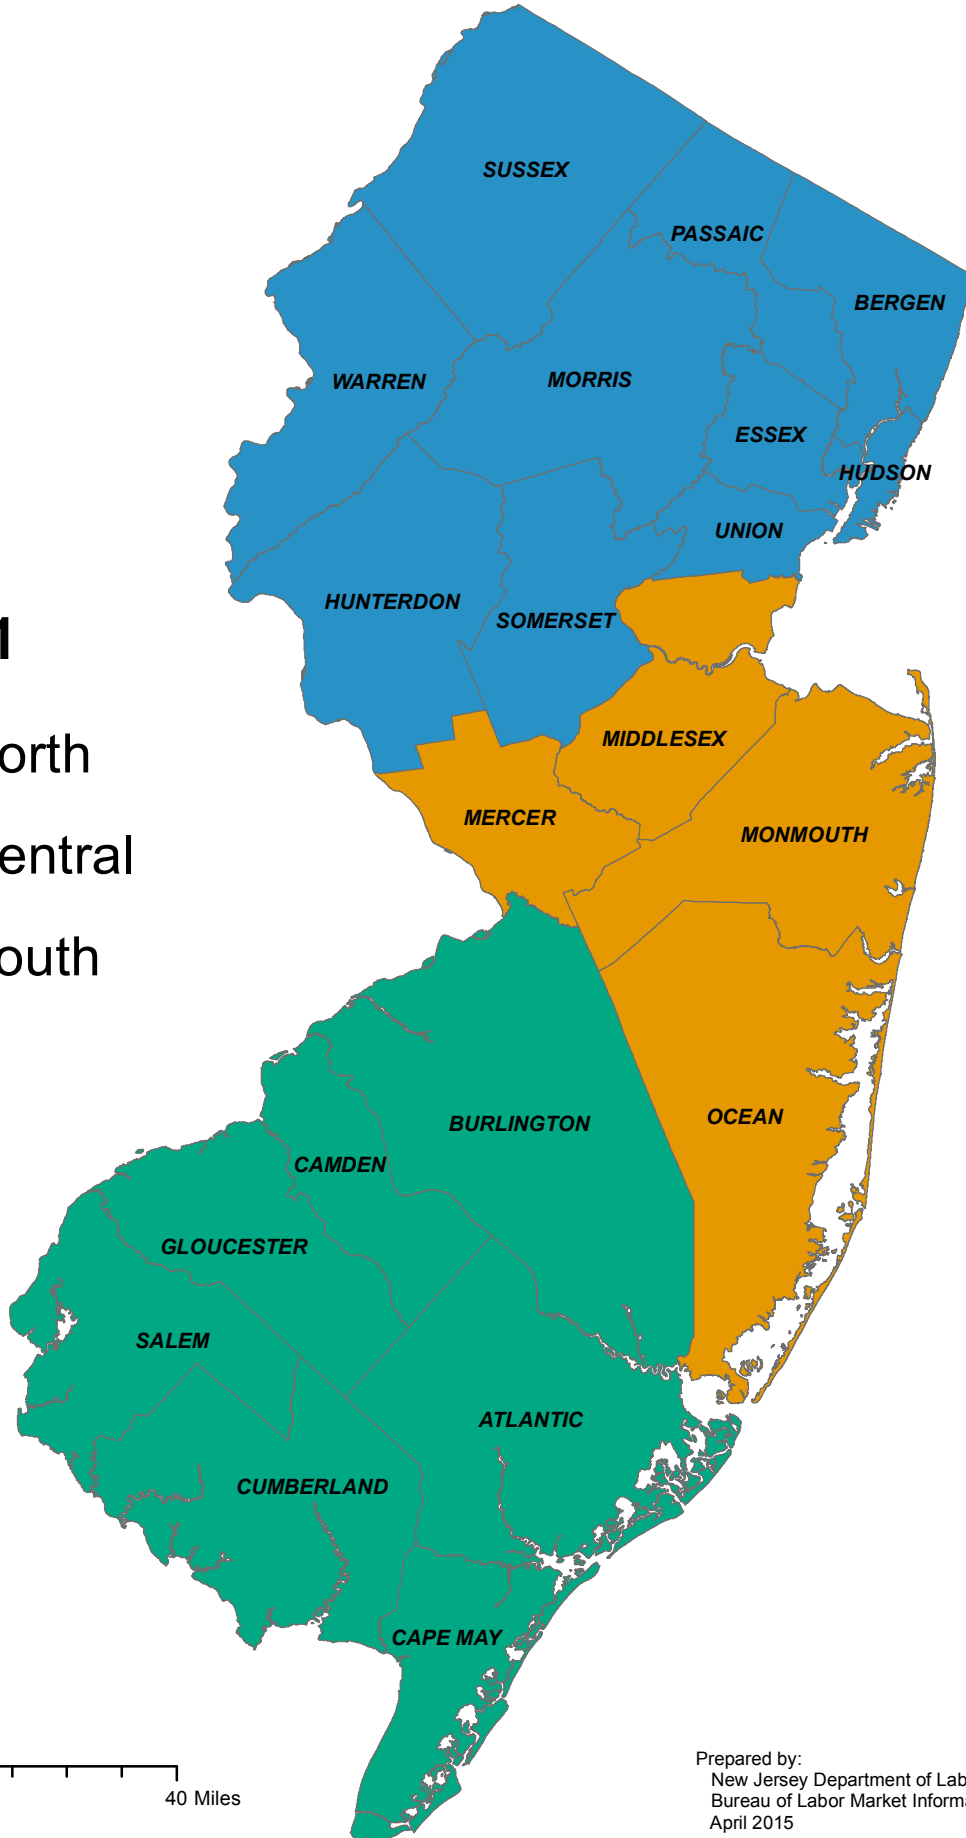 SUSSEX
PASSAIC
BERGEN
WARREN
MORRIS
ESSEX
HUDSON
UNION
HUNTERDON
SOMERSET
orth
MIDDLESEX
MERCER
MONMOUTH
entral
outh
OCEAN
BURLINGTON
CAMDEN
GLOUCESTER
SALEM
ATLANTIC
CUMBERLAND
CAPE MAY
40 Miles
Prepared by:
New Jersey Department of Lab
Bureau of Labor Market Informa
April 2015